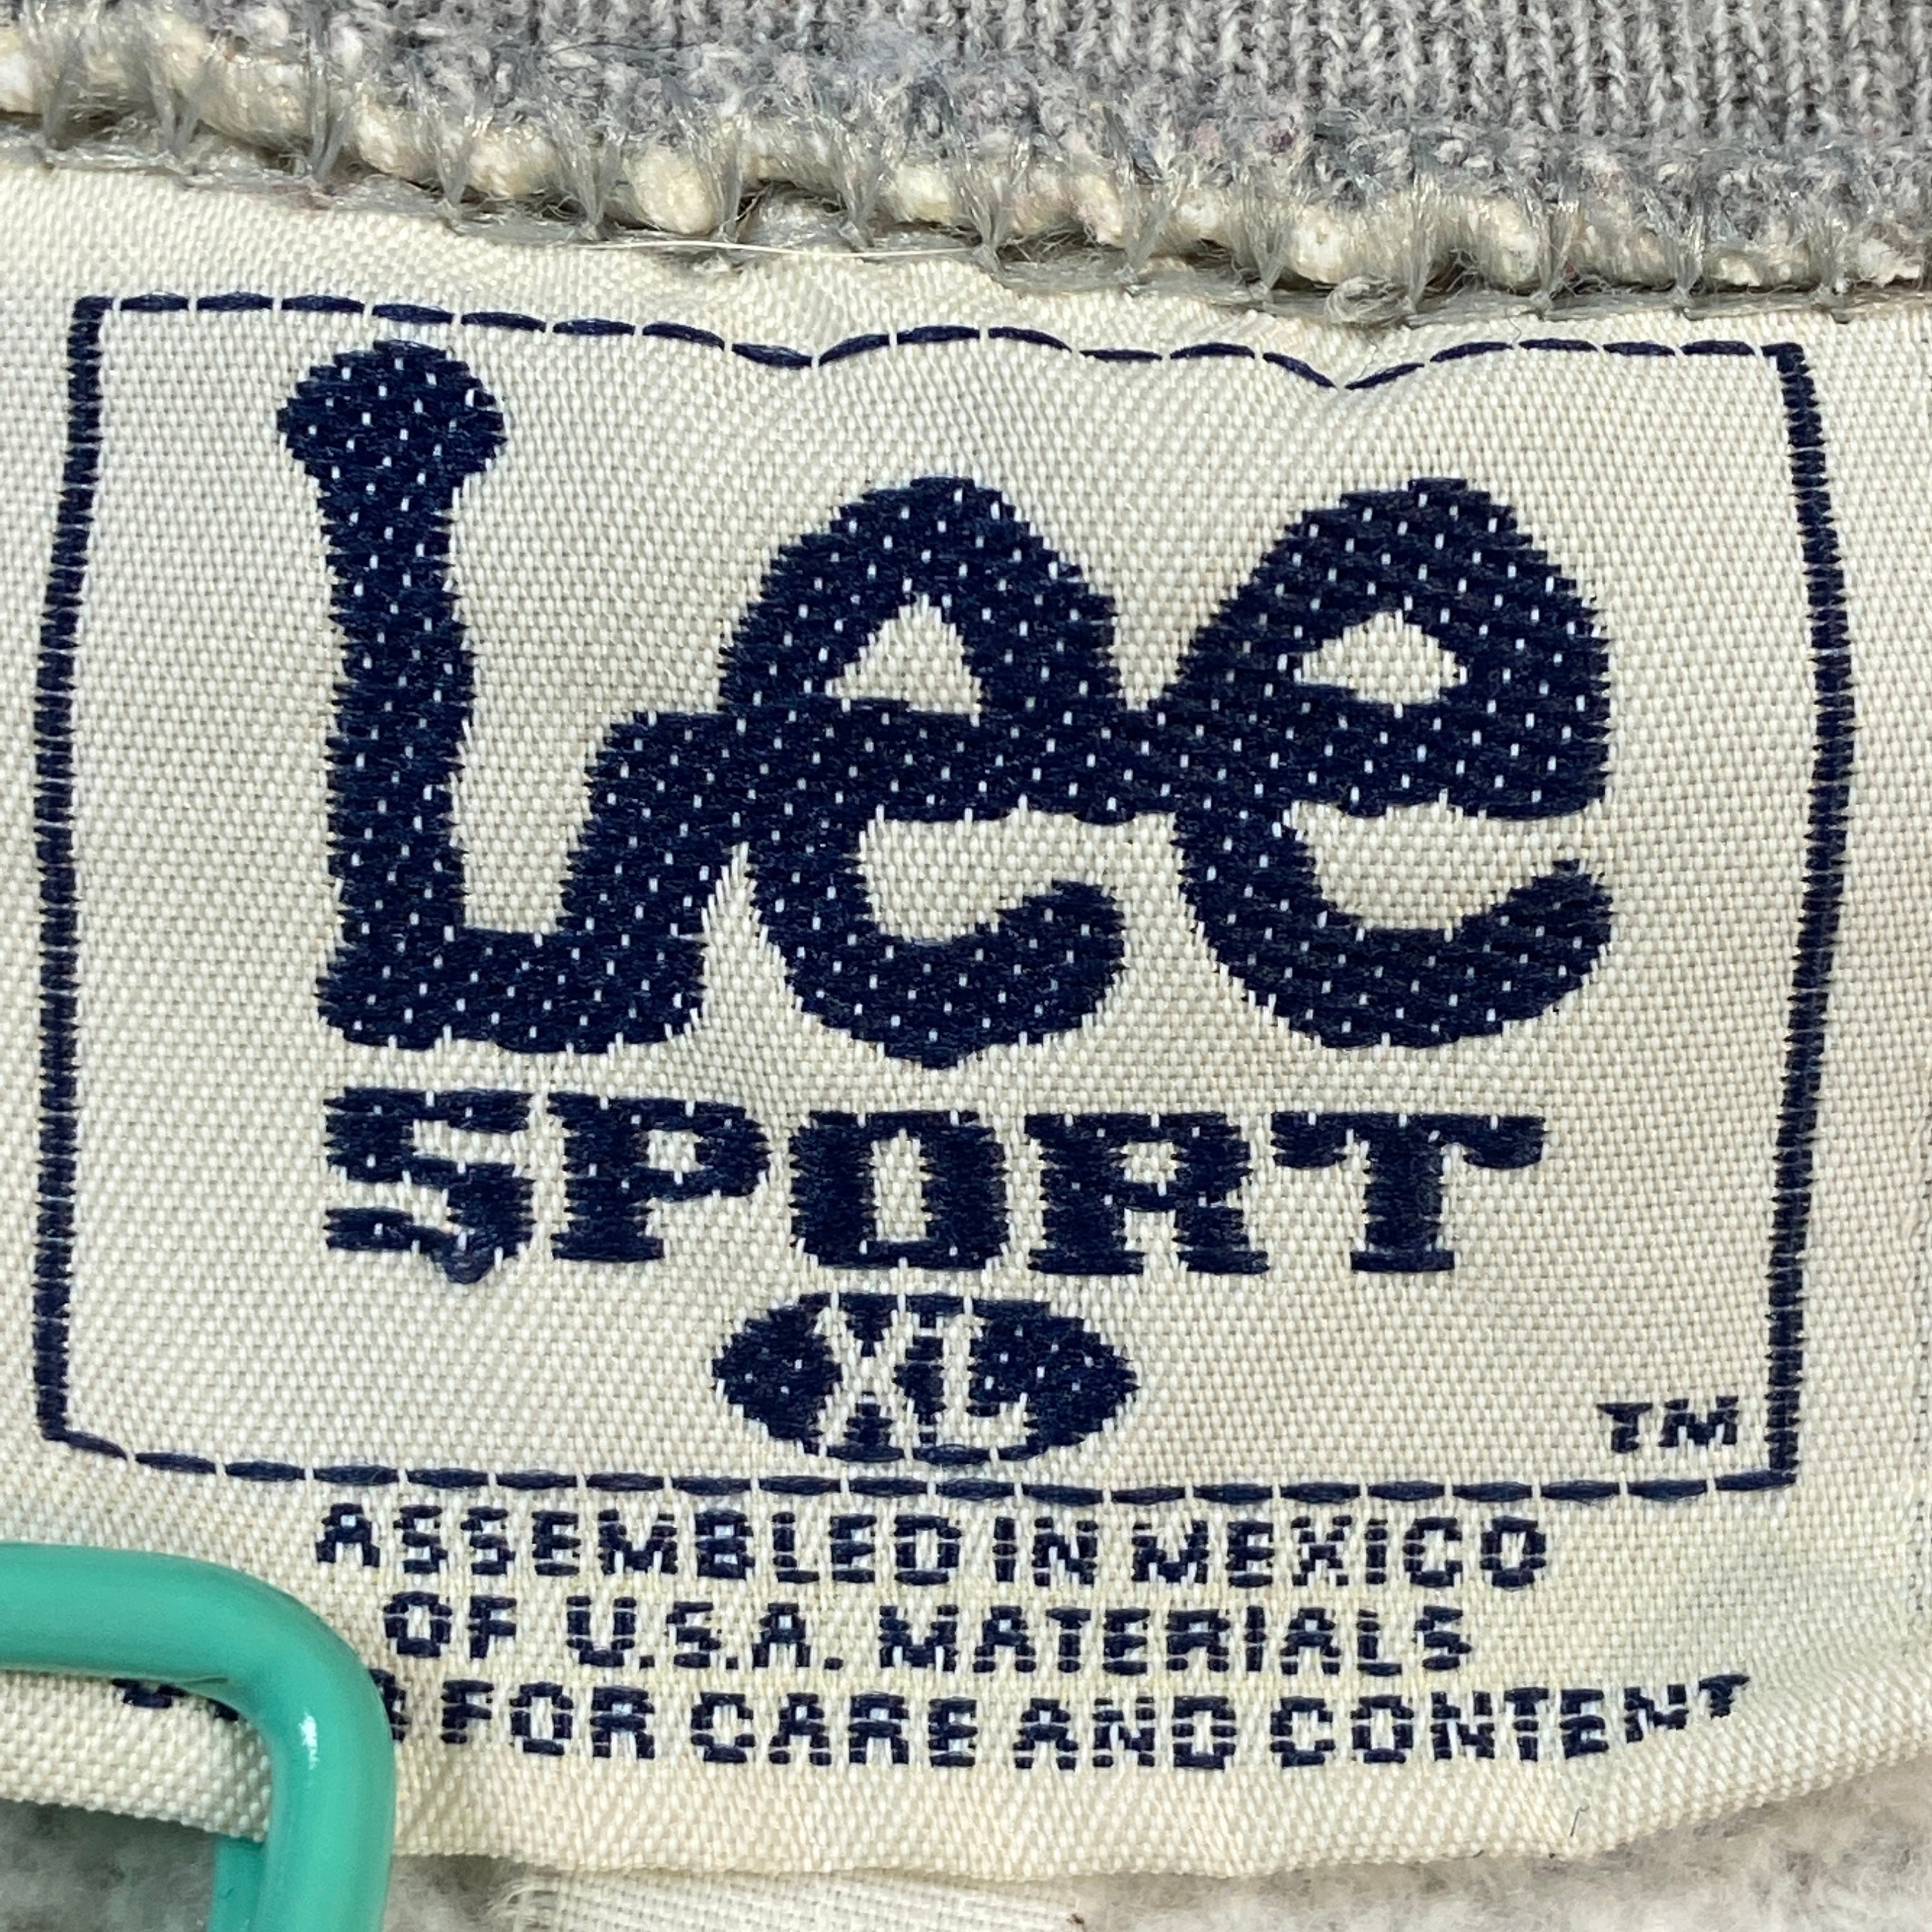 Lee
SPORT
XL
TM
ASSEMBLED IN MEXICO
OF U.S.A. MATERIALS
FOR CARE AND CONTENT